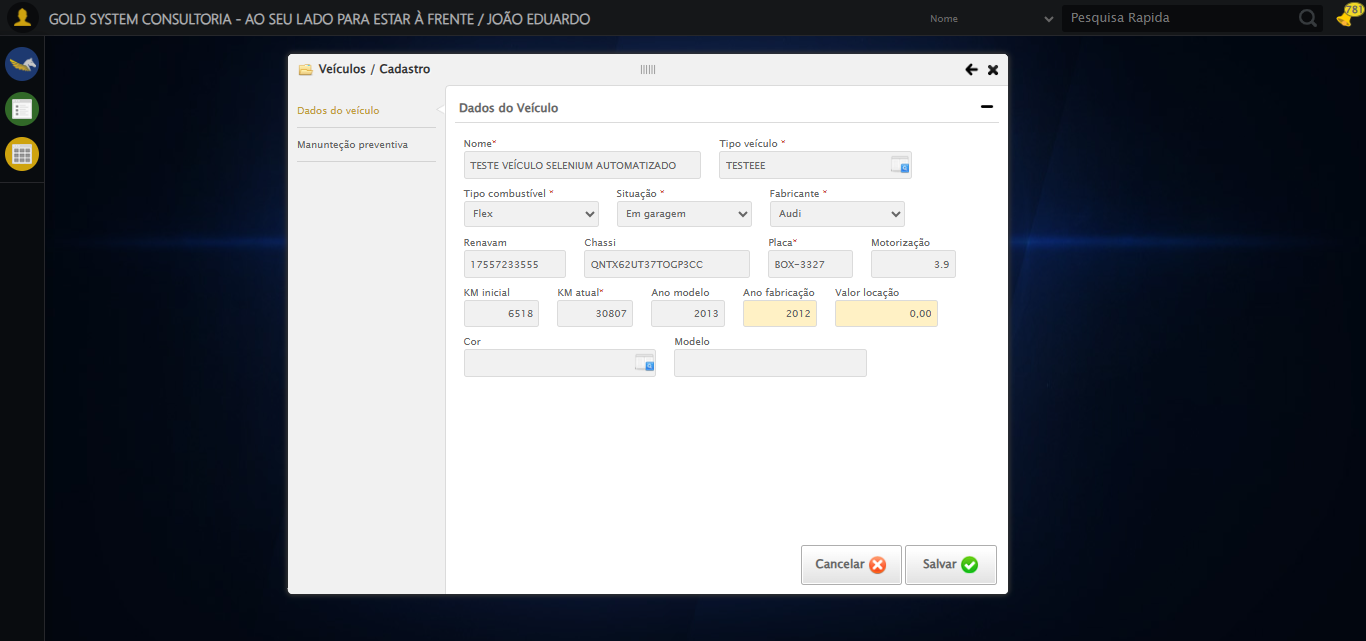 GOLD SYSTEM CONSULTORIA - AO SEU LADO PARA ESTAR À FRENTE / JOÃO EDUARDO
Nome
Pesquisa Rapida
781
Veículos / Cadastro
Dados do veículo
Manunteção preventiva
Dados do Veículo
Nome*
Tipo veículo *
TESTE VEÍCULO SELENIUM AUTOMATIZADO
TESTEEE
Tipo combustível *
Situação *
Fabricante *
Flex
Em garagem
Audi
Renavam
Chassi
Placa*
Motorização
17557233555
QNTX62UT37TOGP3CC
BOX-3327
3.9
KM inicial
KM atual*
Ano modelo
Ano fabricação
Valor locação
6518
30807
2013
2012
0,00
Cor
Modelo
Cancelar
Salvar